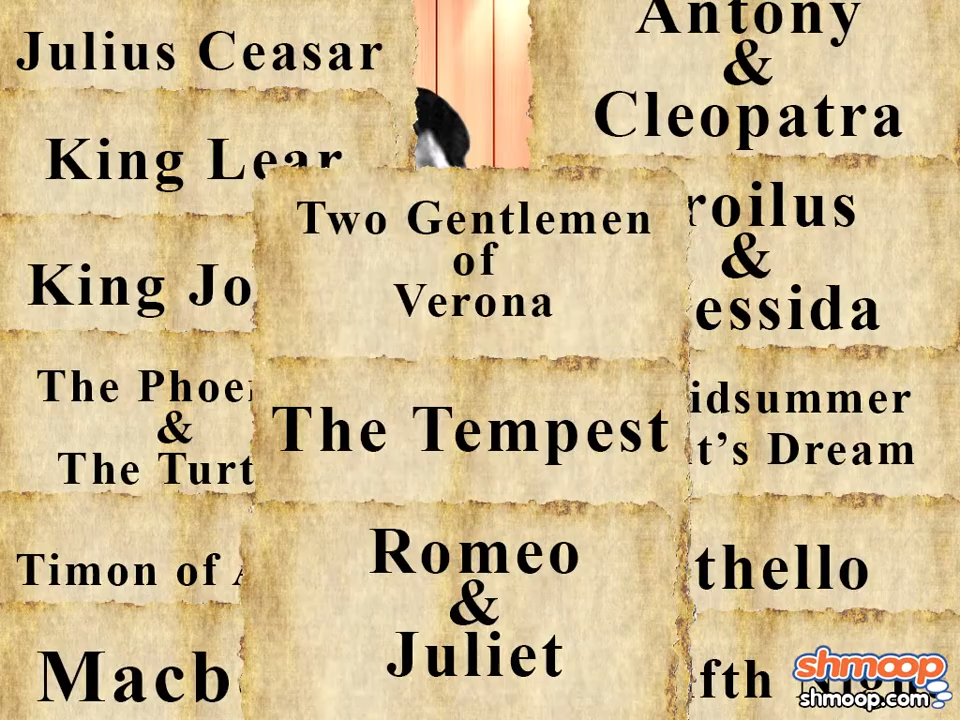 Julius Ceasar
King Lear
King Jo
The Phoe
&
The Turt
Timon of
Macb
Two Gentlemen
of
Verona
The Tempest
Romeo
&
Juliet
Antony
&
Cleopatra
roilus
&
essida
idsummer
t’s Dream
thello
fth
shmoop
shmoop.com